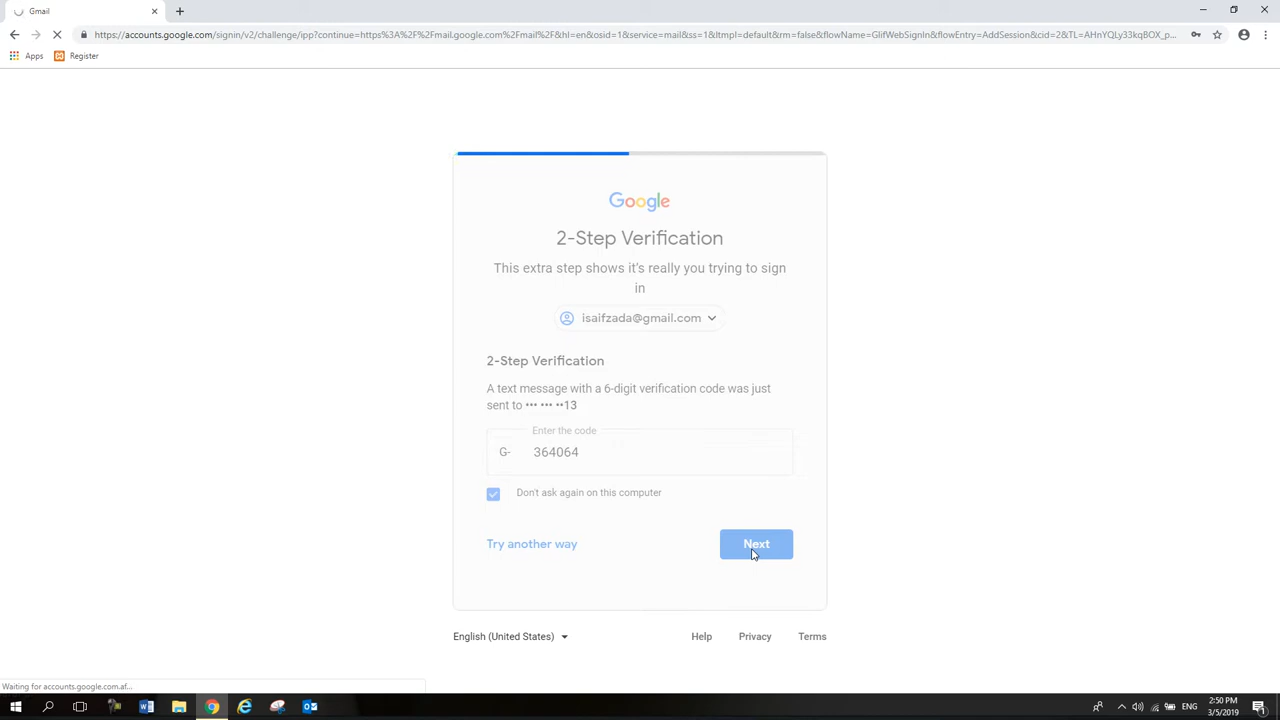 Gmail
https://accounts.google.com/signin/v2/challenge/ipp?continue=https%3A%2F%2Fmail.google.com%2Fmail%2F&hl=en&osid=1&service=mail&ss=1&ltmpl=default&rm=false&flowName=GlifWebSignIn&flowEntry=AddSession&cid=2&TL=AHnYQLy33kqBOX_p...
Apps
Register
Google
2-Step Verification
This extra step shows it's really you trying to sign
in
isaifzada@gmail.com
2-Step Verification
A text message with a 6-digit verification code was just
sent to ••• ••• ••13
Enter the code
G- 364064
Don't ask again on this computer
Try another way
Next
English (United States)
Help
Privacy
Terms
Waiting for accounts.google.com.af...
ENG
2:50 PM
3/5/2019